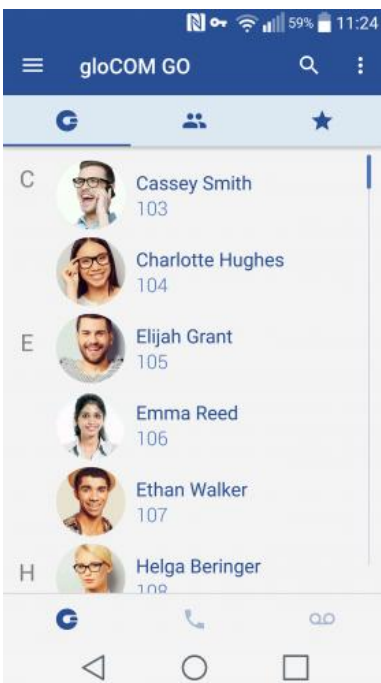 59% 11:24
gloCOM GO
C
Cassey Smith
103
Charlotte Hughes
104
E
Elijah Grant
105
Emma Reed
106
Ethan Walker
107
H
Helga Beringer
108